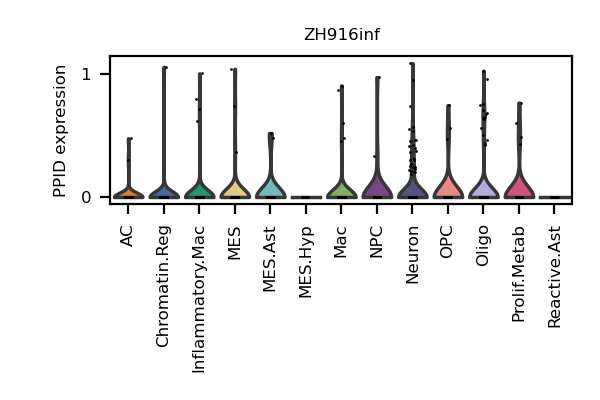 ZH916inf
PPID expression
1
0
AC
Chromatin.Reg
Inflammatory.Mac
MES
MES.Ast
MES.Hyp
Mac
NPC
Neuron
OPC
Oligo
Prolif.Metab
Reactive.Ast